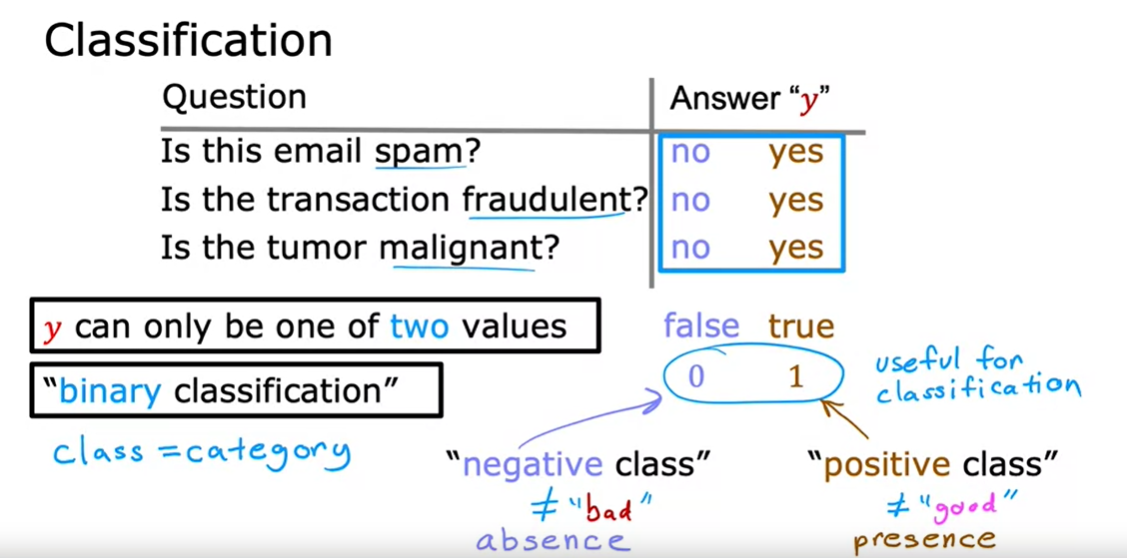 Classification
Question Answer “y”
Is this email spam? no yes
Is the transaction fraudulent? no yes
Is the tumor malignant? no yes
y can only be one of two values false true
0 1 useful for
“binary classification” classification
class = category
“negative class” “positive class”
≠ "bad" ≠ "good"
absence presence